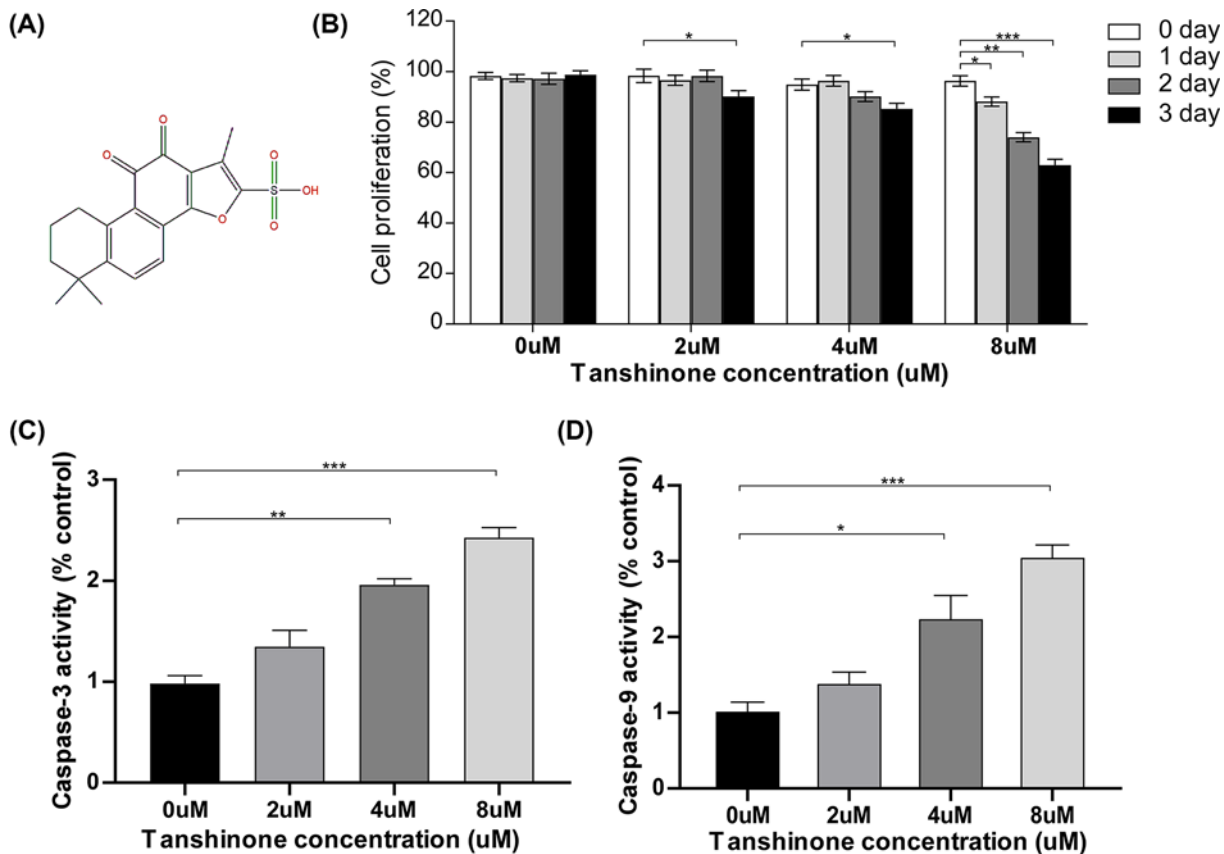 (A)
O
O
O
S
OH
O
O
(B)
Cell proliferation (%)
120
100
80
60
40
20
0
*
*
***
**
*
0 day
1 day
2 day
3 day
0uM
2uM
4uM
8uM
Tanshinone concentration (uM)
(C)
Caspase-3 activity (% control)
3
2
1
0
***
**
0uM
2uM
4uM
8uM
Tanshinone concentration (uM)
(D)
Caspase-9 activity (% control)
4
3
2
1
0
***
*
0uM
2uM
4uM
8uM
Tanshinone concentration (uM)